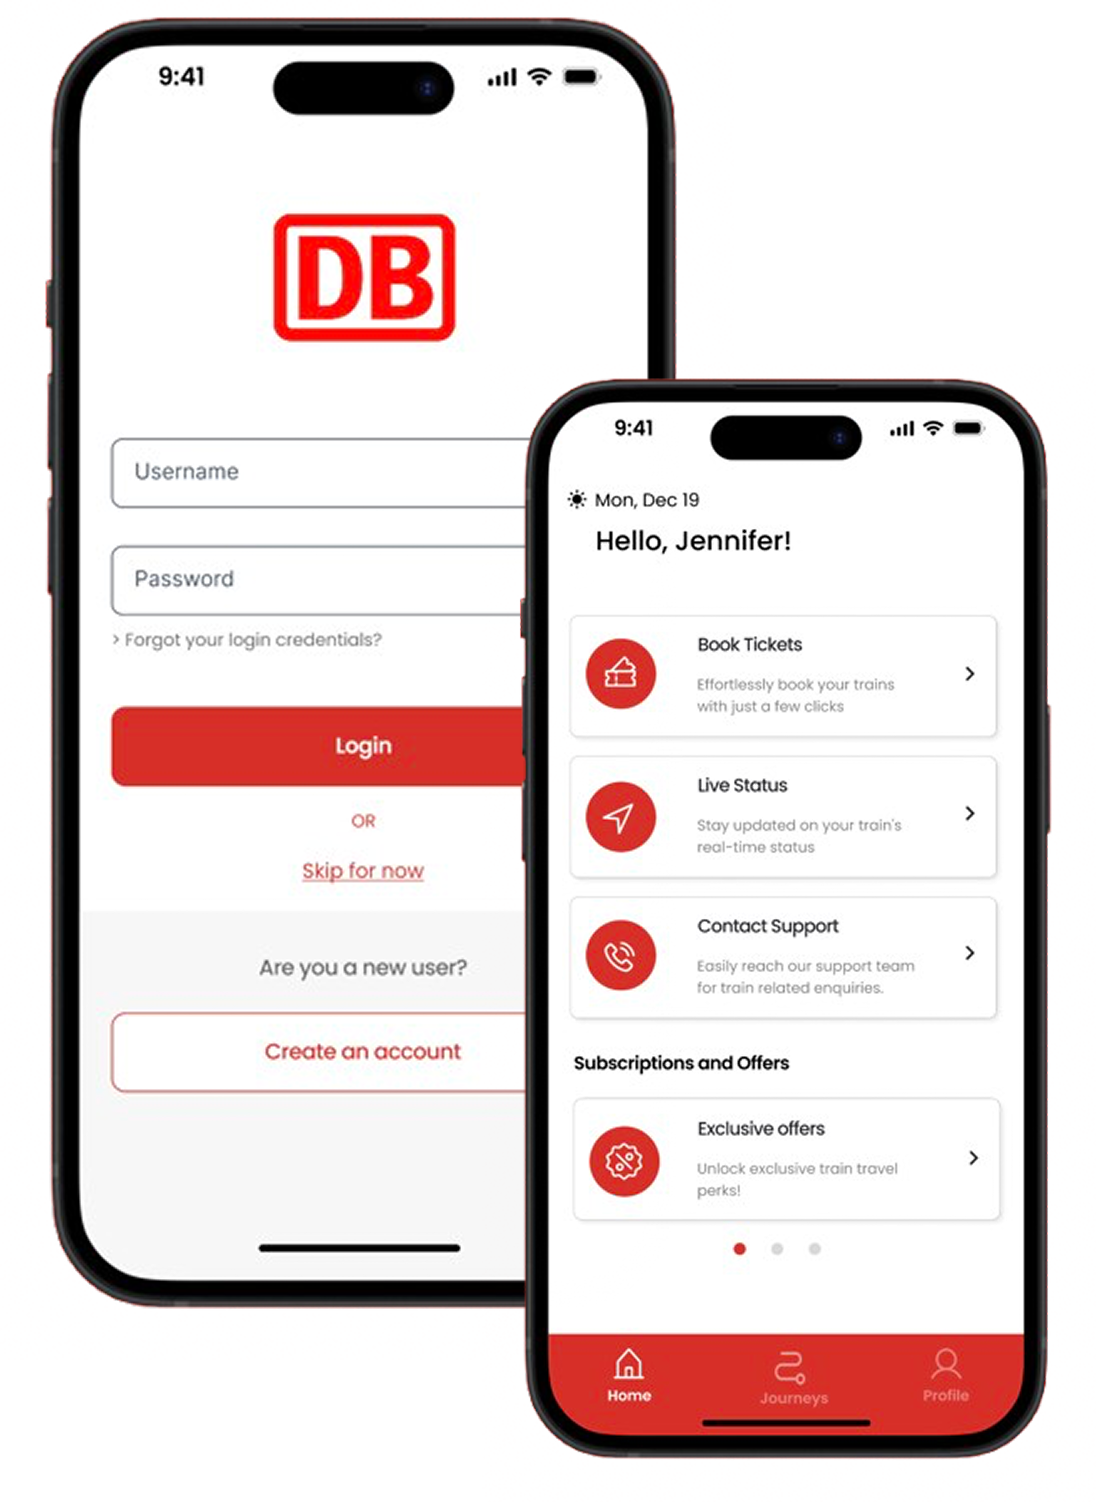 9:41
DB
Username
Password
> Forgot your login credentials?
Login
OR
Skip for now
Are you a new user?
Create an account
9:41
Mon, Dec 19
Hello, Jennifer!
Book Tickets
Effortlessly book your trains
with just a few clicks
Live Status
Stay updated on your train's
real-time status
Contact Support
Easily reach our support team
for train related enquiries.
Subscriptions and Offers
Exclusive offers
Unlock exclusive train travel
perks!
Home
Journeys
Profile